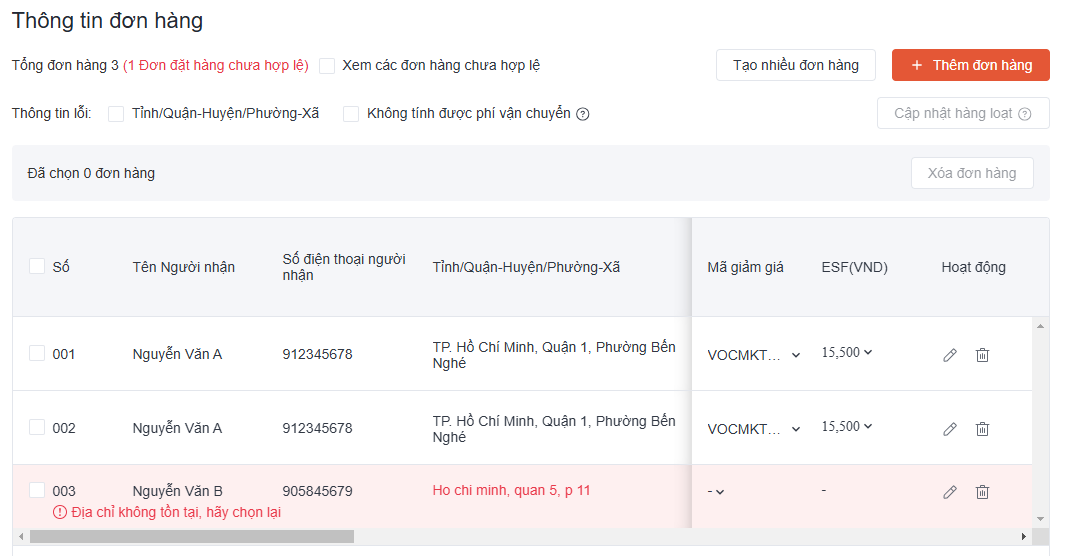 Thông tin đơn hàng
Tổng đơn hàng 3 (1 Đơn đặt hàng chưa hợp lệ) Xem các đơn hàng chưa hợp lệ Tạo nhiều đơn hàng + Thêm đơn hàng
Thông tin lỗi: Tỉnh/Quận-Huyện/Phường-Xã Không tính được phí vận chuyển ? Cập nhật hàng loạt ?
Đã chọn 0 đơn hàng Xóa đơn hàng
Số Tên Người nhận Số điện thoại người nhận Tỉnh/Quận-Huyện/Phường-Xã Mã giảm giá ESF(VND) Hoạt động
001 Nguyễn Văn A 912345678 TP. Hồ Chí Minh, Quận 1, Phường Bến Nghé VOCMKT... 15,500
002 Nguyễn Văn A 912345678 TP. Hồ Chí Minh, Quận 1, Phường Bến Nghé VOCMKT... 15,500
003 Nguyễn Văn B 905845679 Ho chi minh, quan 5, p 11 - -
Địa chỉ không tồn tại, hãy chọn lại